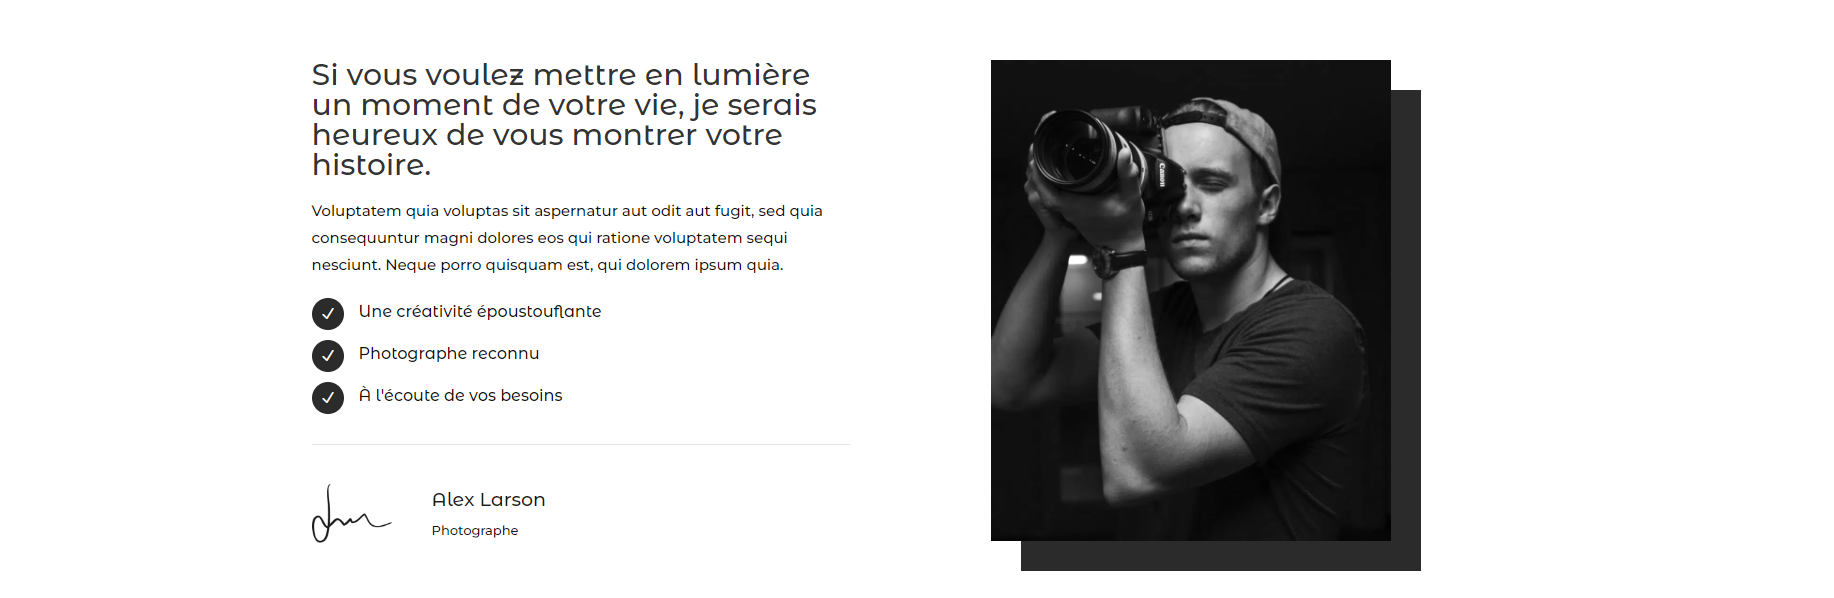 Si vous voulez mettre en lumière
un moment de votre vie, je serais
heureux de vous montrer votre
histoire.
Voluptatem quia voluptas sit aspernatur aut odit aut fugit, sed quia
consequuntur magni dolores eos qui ratione voluptatem sequi
nesciunt. Neque porro quisquam est, qui dolorem ipsum quia.
Une créativité époustouflante
Photographe reconnu
À l'écoute de vos besoins
Alex Larson
Photographe
Canon